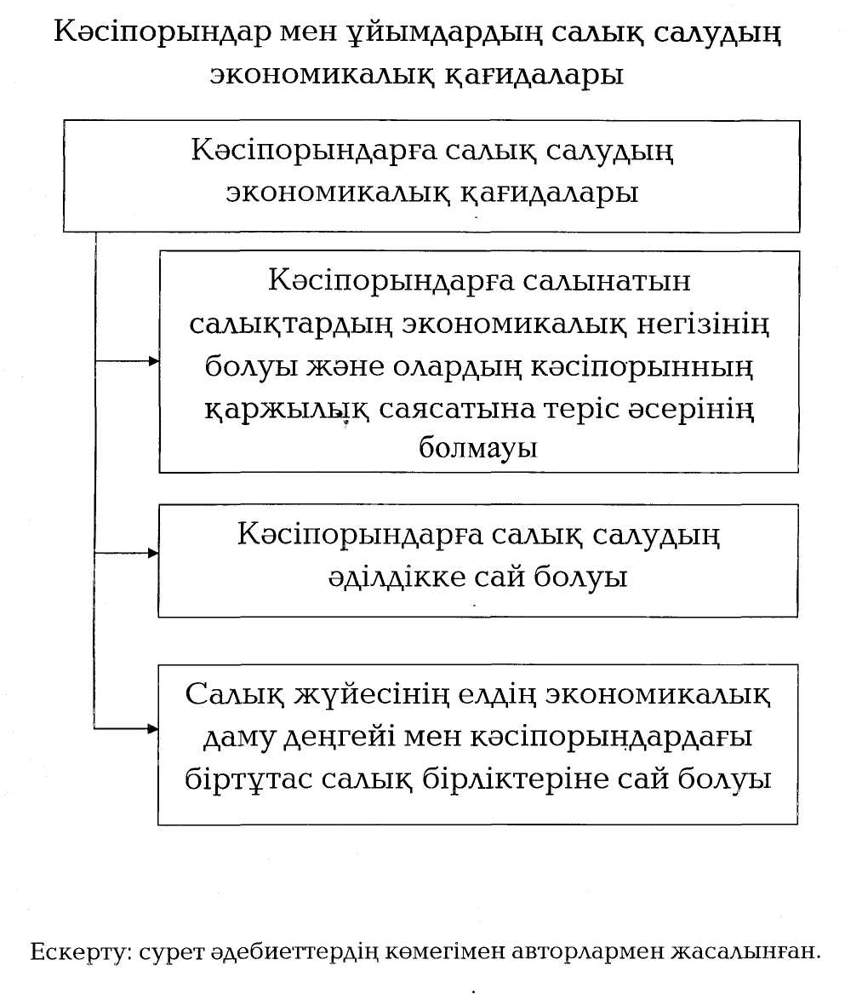 Кәсіпорындар мен ұйымдардың салық салудың
экономикалық қағидалары
Кәсіпорындарға салық салудың
экономикалық қағидалары
Кәсіпорындарға салынатын
салықтардың экономикалық негізінің
болуы және олардың кәсіпорынның
қаржылық саясатына теріс әсерінің
болмауы
Кәсіпорындарға салық салудың
әділдікке сай болуы
Салық жүйесінің елдің экономикалық
даму деңгейі мен кәсіпорындардағы
біртұтас салық бірліктеріне сай болуы
Ескерту: сурет әдебиеттердің көмегімен авторлармен жасалынған.